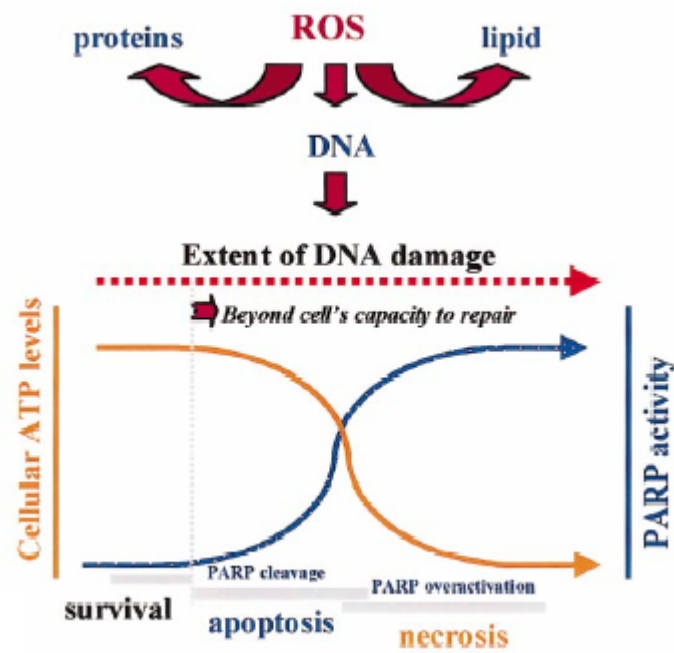 ROS
proteins
lipid
DNA
Extent of DNA damage
Beyond cell's capacity to repair
Cellular ATP levels
PARP activity
PARP cleavage
PARP overactivation
survival
apoptosis
necrosis